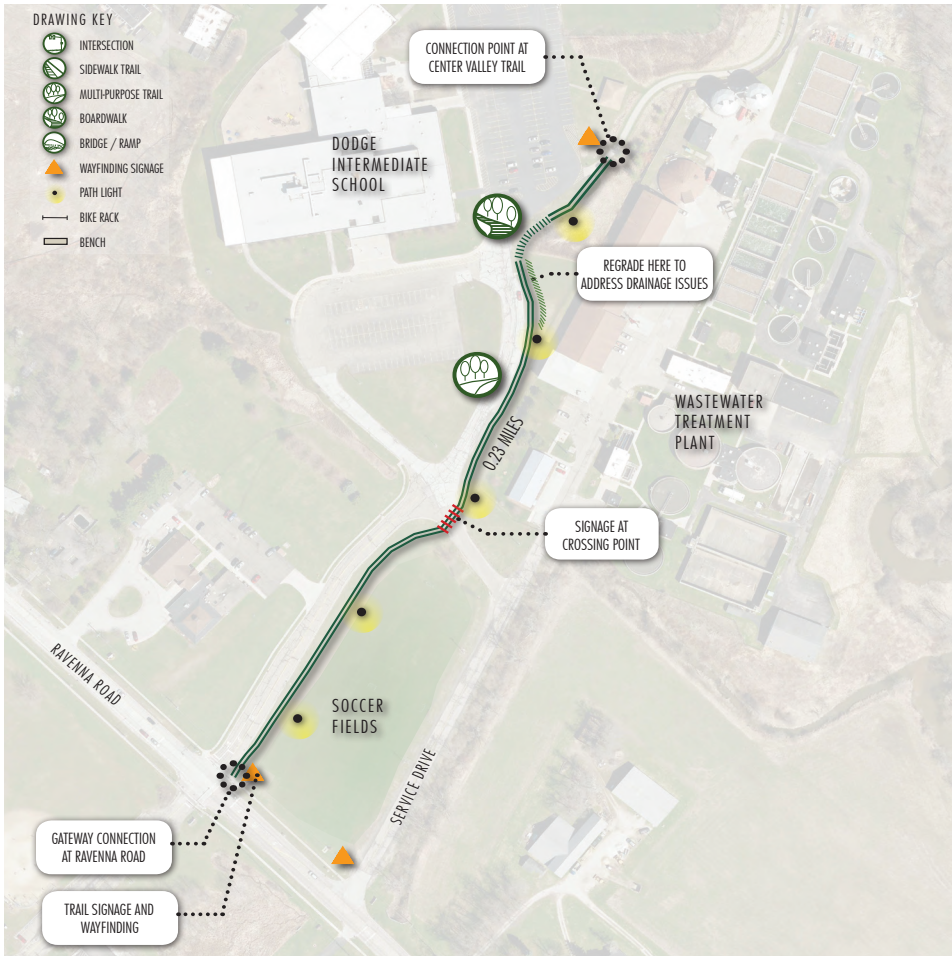 DRAWING KEY
INTERSECTION
SIDEWALK TRAIL
MULTI-PURPOSE TRAIL
BOARDWALK
BRIDGE / RAMP
WAYFINDING SIGNAGE
PATH LIGHT
BIKE RACK
BENCH
CONNECTION POINT AT
CENTER VALLEY TRAIL
DODGE
INTERMEDIATE
SCHOOL
REGRADE HERE TO
ADDRESS DRAINAGE ISSUES
WASTEWATER
TREATMENT
PLANT
0.23 MILES
SIGNAGE AT
CROSSING POINT
RAVENNA ROAD
SOCCER
FIELDS
SERVICE DRIVE
GATEWAY CONNECTION
AT RAVENNA ROAD
TRAIL SIGNAGE AND
WAYFINDING